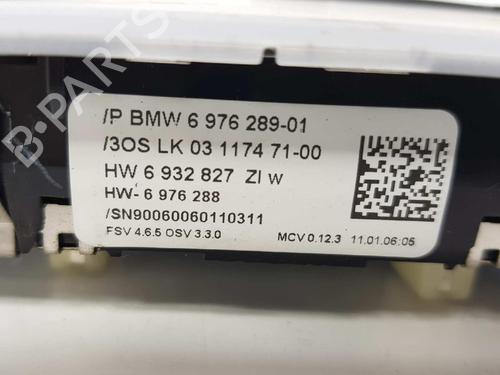 /P BMW 6 976 289-01
/3OS LK 03 1174 71-00
HW 6 932 827 ZI w
HW- 6 976 288
/SN90060060110311
FSV 4.6.5 OSV 3.3.0 MCV 0.12.3 11.01.06:05
B-PARTS